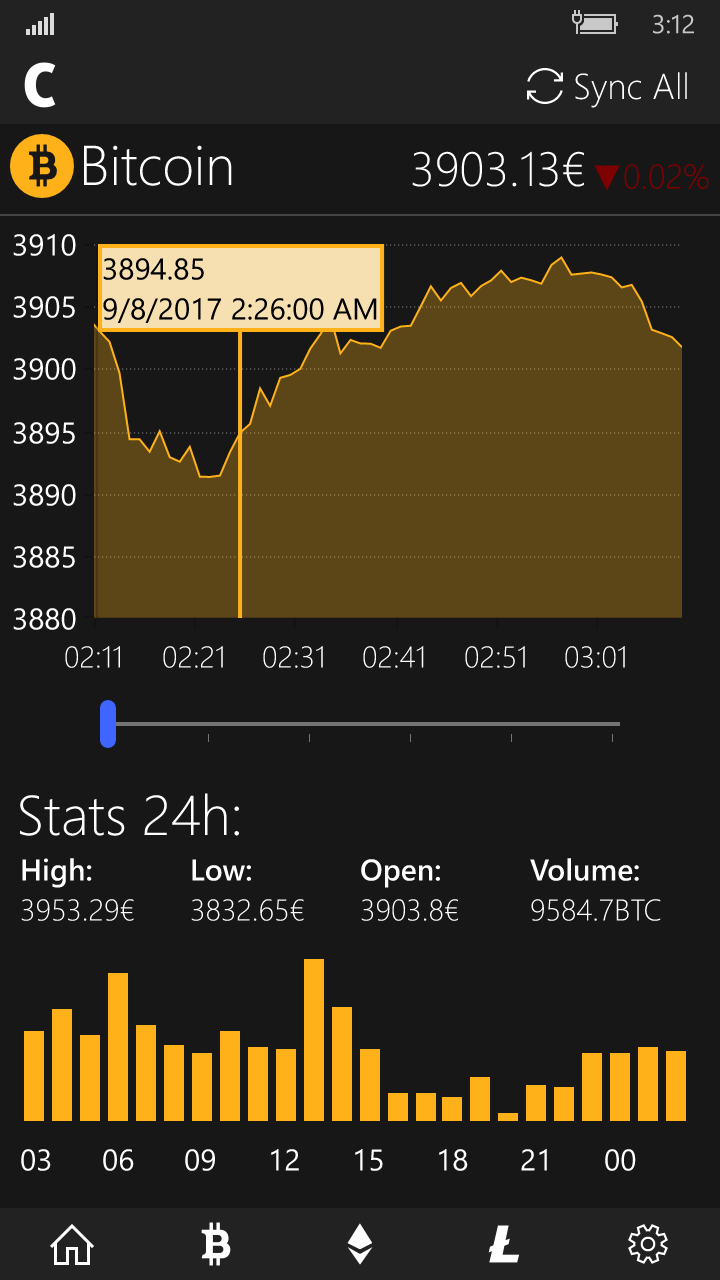 3:12
C
Sync All
Bitcoin
3903.13€ ▼0.02%
3910
3894.85
9/8/2017 2:26:00 AM
3905
3900
3895
3890
3885
3880
02:11 02:21 02:31 02:41 02:51 03:01
Stats 24h:
High: Low: Open: Volume:
3953.29€ 3832.65€ 3903.8€ 9584.7BTC
03 06 09 12 15 18 21 00